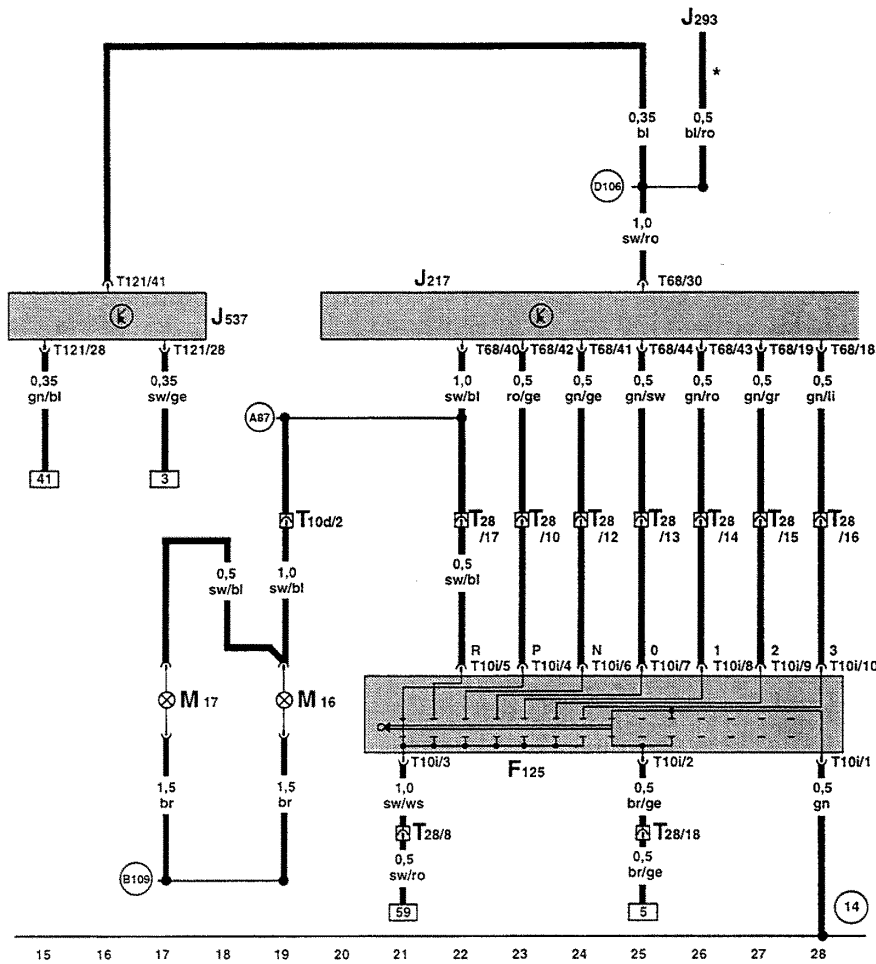 J293
*
0,35
bl
0,5
bl/ro
D106
1,0
sw/ro
T121/41
J217
T68/30
J537
T121/28
T121/28
T68/40
T68/42
T68/41
T68/44
T68/43
T68/19
T68/18
0,35
gn/bl
0,35
sw/ge
1,0
sw/bl
0,5
ro/ge
0,5
gn/ge
0,5
gn/sw
0,5
gn/ro
0,5
gn/gr
0,5
gn/li
A87
41
3
T10d/2
T28
/17
T28
/10
T28
/12
T28
/13
T28
/14
T28
/15
T28
/16
0,5
sw/bl
1,0
sw/bl
0,5
sw/bl
R
P
N
0
1
2
3
T10i/5
T10i/4
T10i/6
T10i/7
T10i/8
T10i/9
T10i/10
M 17
M 16
T10i/3
F125
T10i/2
T10i/1
1,5
br
1,5
br
1,0
sw/ws
0,5
br/ge
0,5
gn
T28/8
T28/18
0,5
sw/ro
0,5
br/ge
B109
59
5
14
15 16 17 18 19 20 21 22 23 24 25 26 27 28